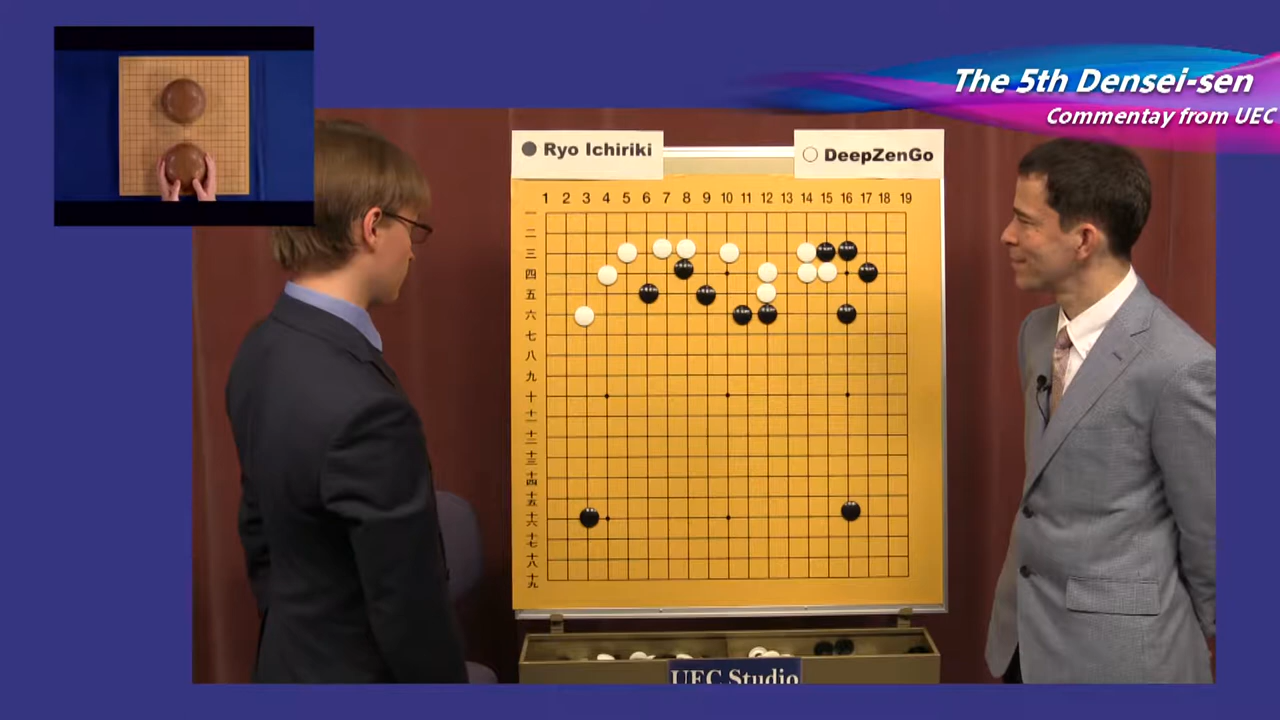 The 5th Densei-sen
Commentay from UEC
Ryo Ichiriki
DeepZenGo
1 2 3 4 5 6 7 8 9 10 11 12 13 14 15 16 17 18 19
一
二
三
四
五
六
七
八
九
十
十一
十二
十三
十四
十五
十六
十七
十八
十九
UEC Studio